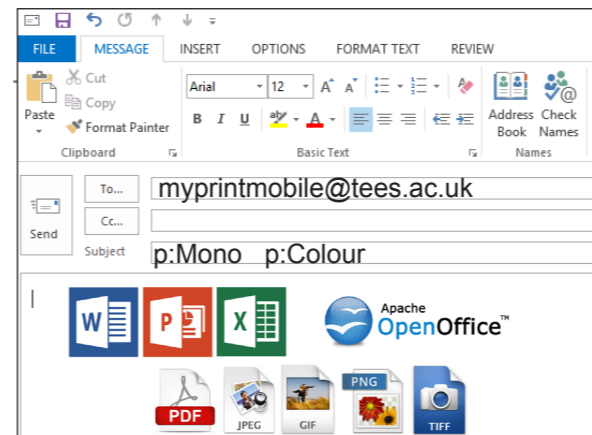 FILE MESSAGE INSERT OPTIONS FORMAT TEXT REVIEW
Cut
Copy
Format Painter
Paste
Clipboard
Arial 12 A A
B I U aby A
Basic Text
Address Book
Check Names
Names
Send
To... myprintmobile@tees.ac.uk
Cc...
Subject p:Mono p:Colour
W P X
Apache
OpenOffice™
PDF JPEG GIF PNG TIFF